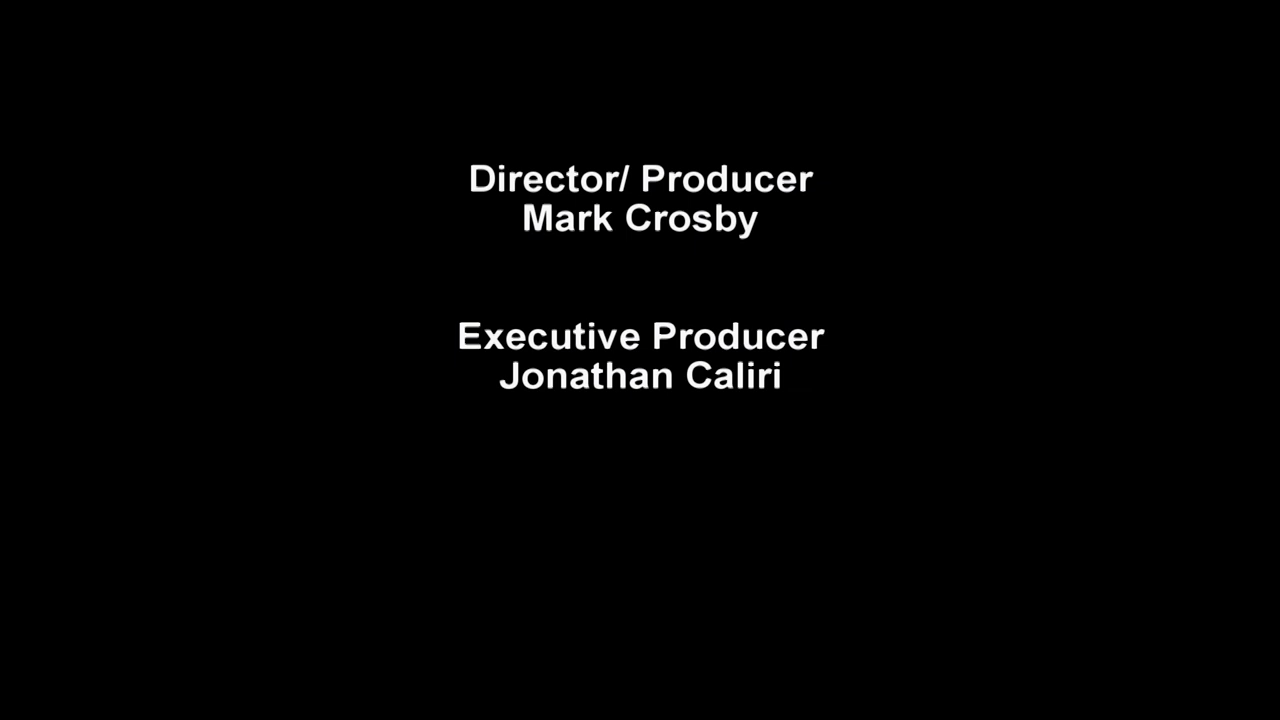 Director/ Producer
Mark Crosby
Executive Producer
Jonathan Caliri